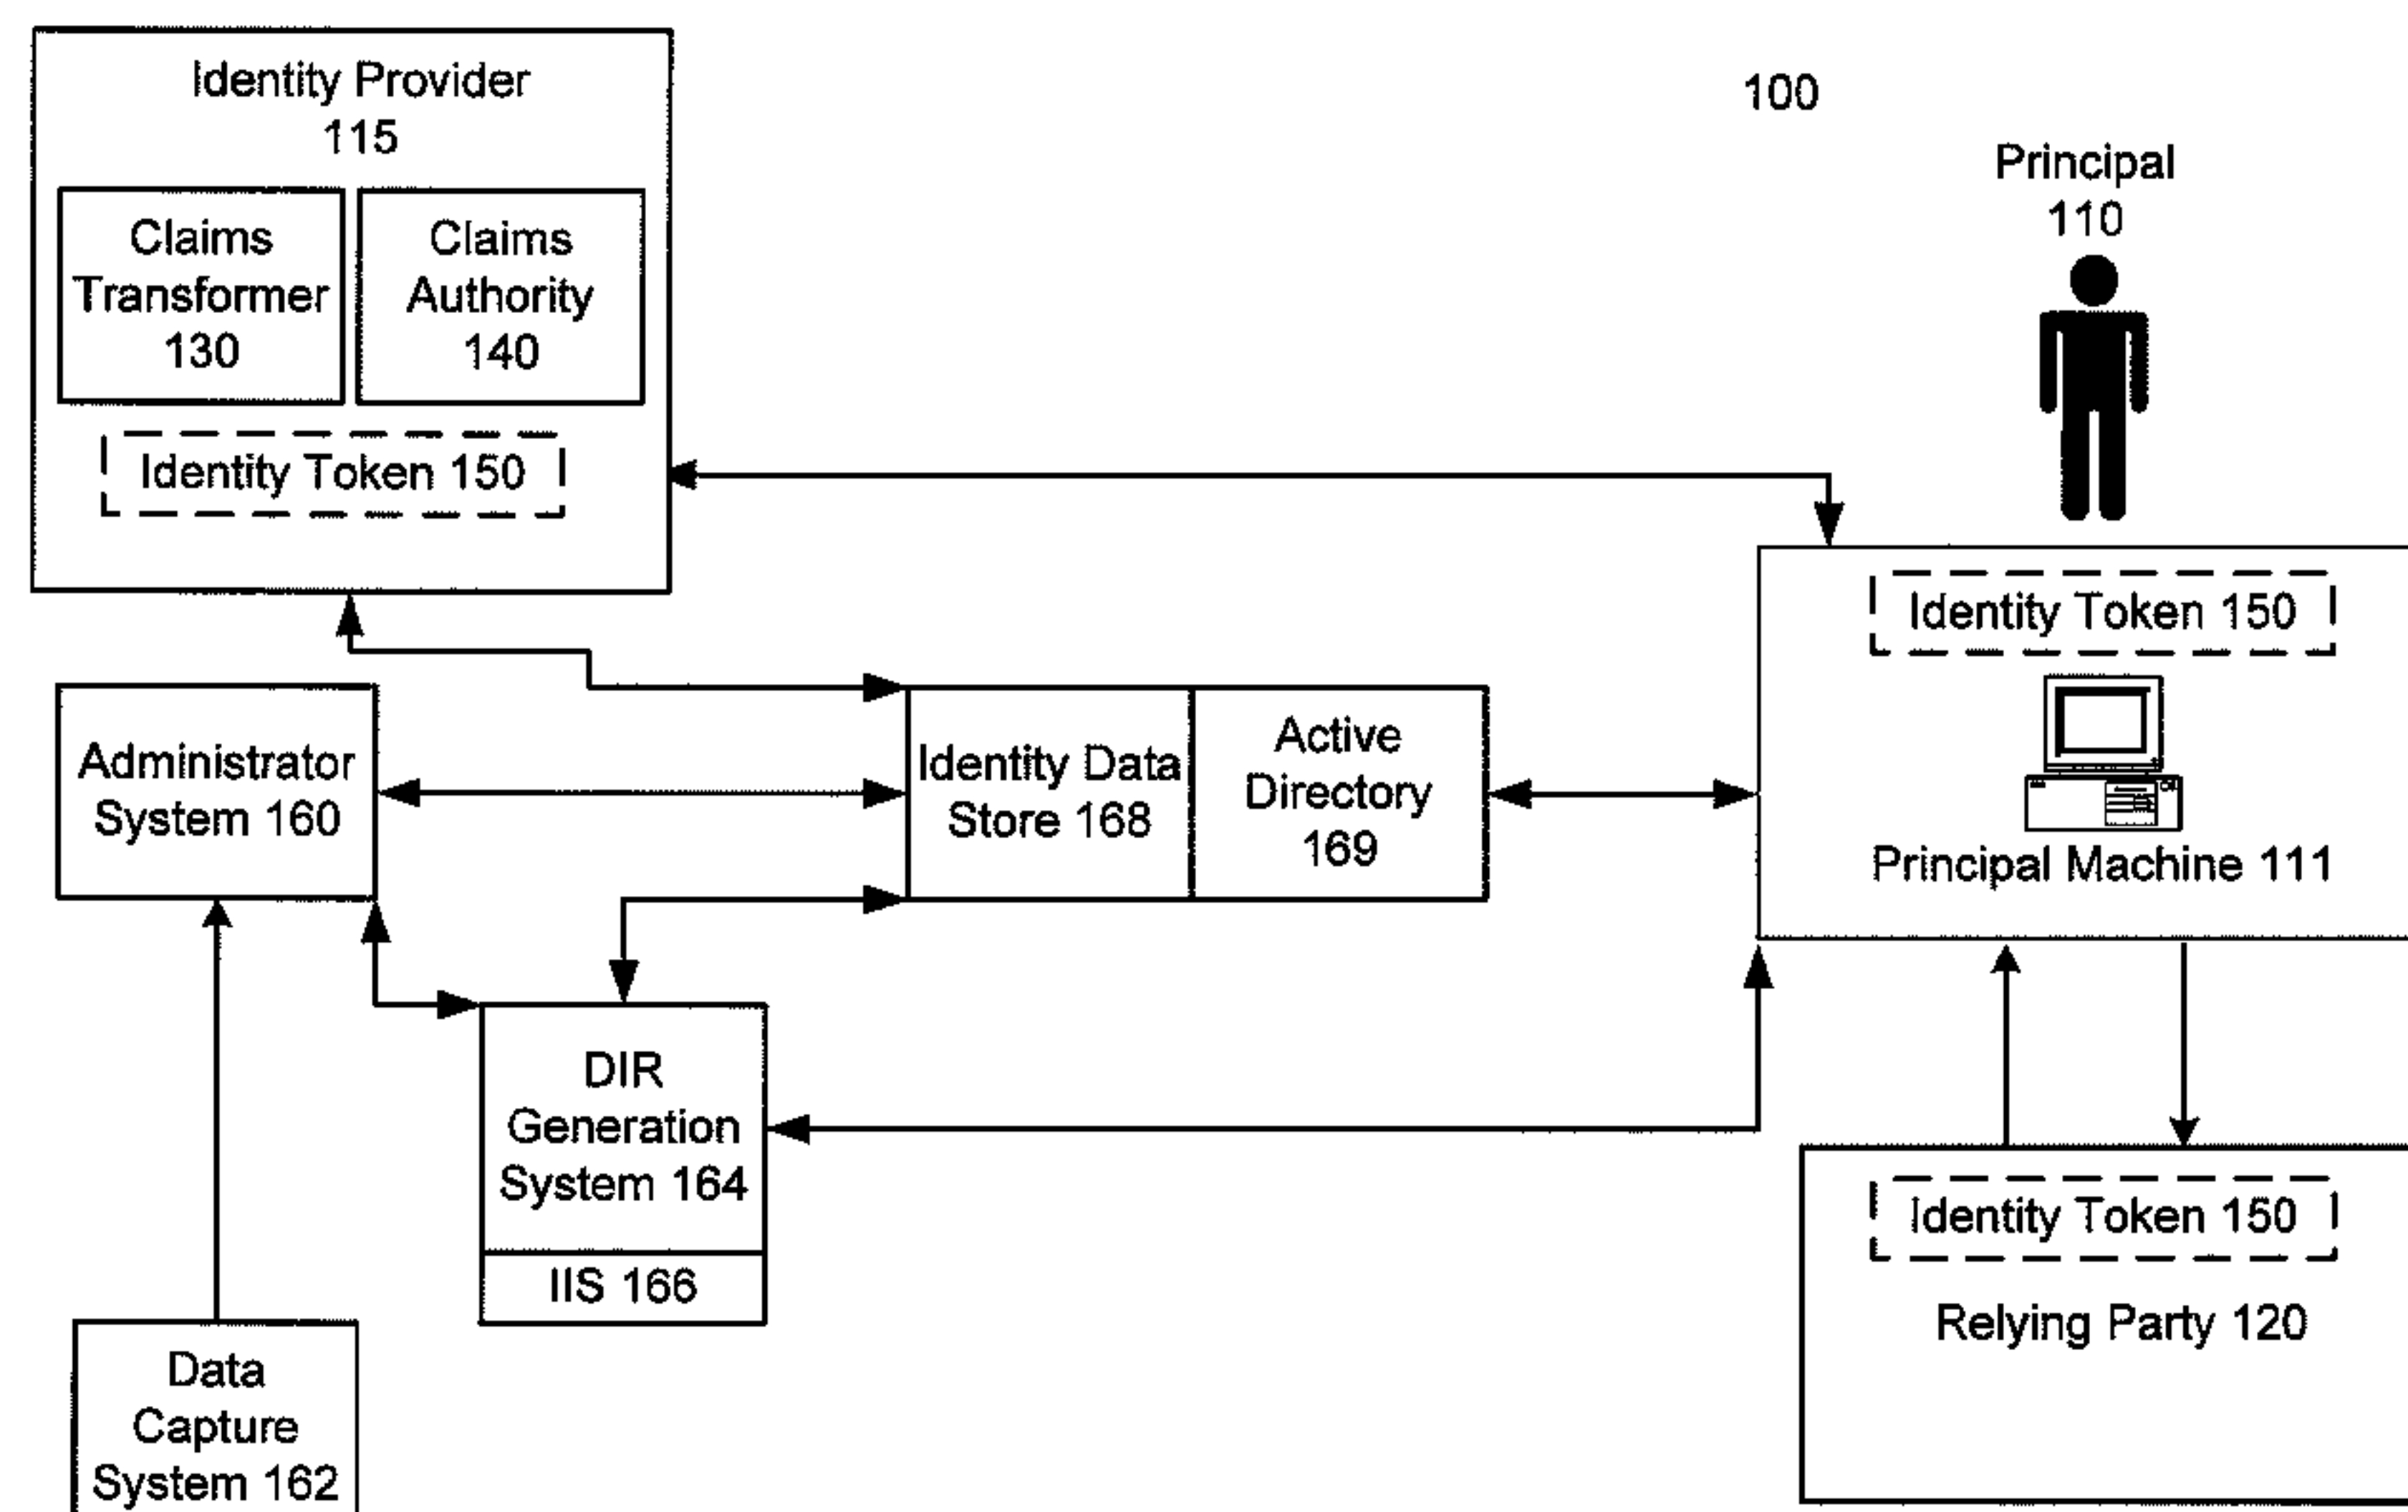 Identity Provider
115
Claims
Transformer
130
Claims
Authority
140
Identity Token 150
100
Principal
110
Identity Token 150
Principal Machine 111
Administrator
System 160
Identity Data
Store 168
Active
Directory
169
DIR
Generation
System 164
IIS 166
Identity Token 150
Relying Party 120
Data
Capture
System 162